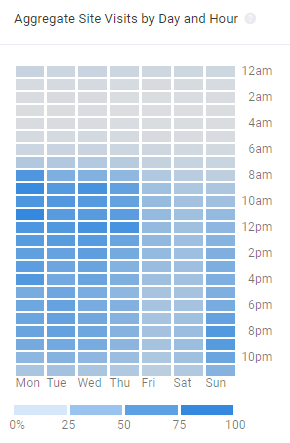 Aggregate Site Visits by Day and Hour ?
12am
2am
4am
6am
8am
10am
12pm
2pm
4pm
6pm
8pm
10pm
Mon Tue Wed Thu Fri Sat Sun
0% 25 50 75 100